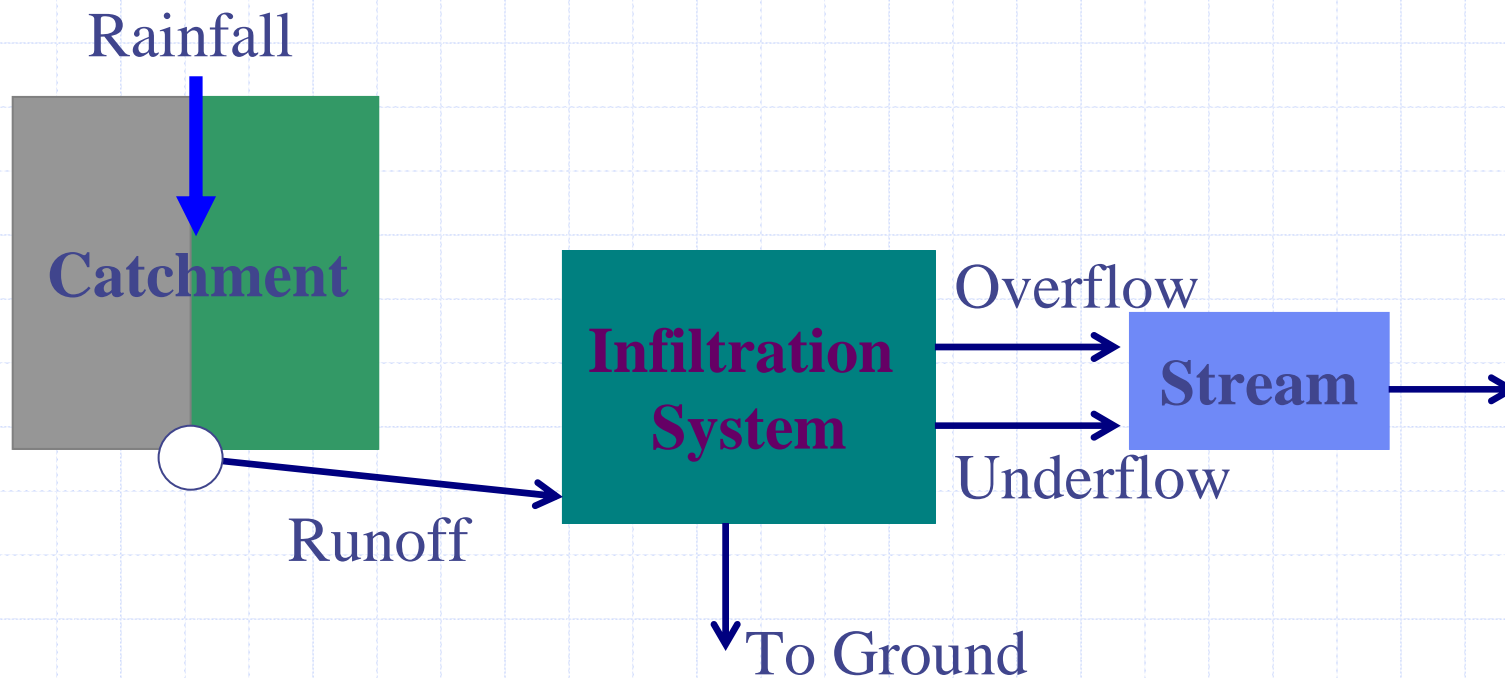 Rainfall
Catchment
Overflow
Infiltration
System
Stream
Underflow
Runoff
To Ground